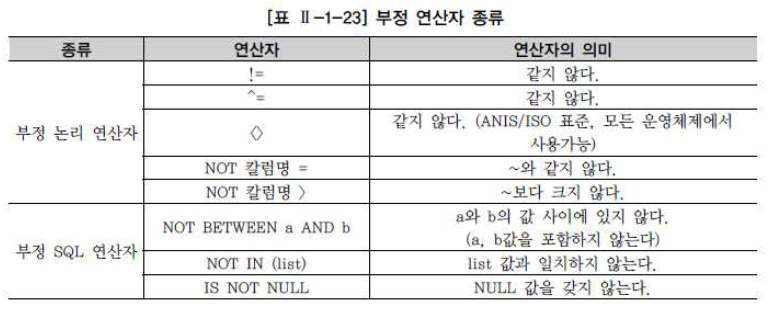 [표 Ⅱ-1-23] 부정 연산자 종류
종류 연산자 연산자의 의미
부정 논리 연산자
!= 같지 않다.
^= 같지 않다.
<> 같지 않다. (ANIS/ISO 표준, 모든 운영체제에서
사용가능)
NOT 칼럼명 = ~와 같지 않다.
NOT 칼럼명 > ~보다 크지 않다.
부정 SQL 연산자
NOT BETWEEN a AND b a와 b의 값 사이에 있지 않다.
(a, b값을 포함하지 않는다)
NOT IN (list) list 값과 일치하지 않는다.
IS NOT NULL NULL 값을 갖지 않는다.